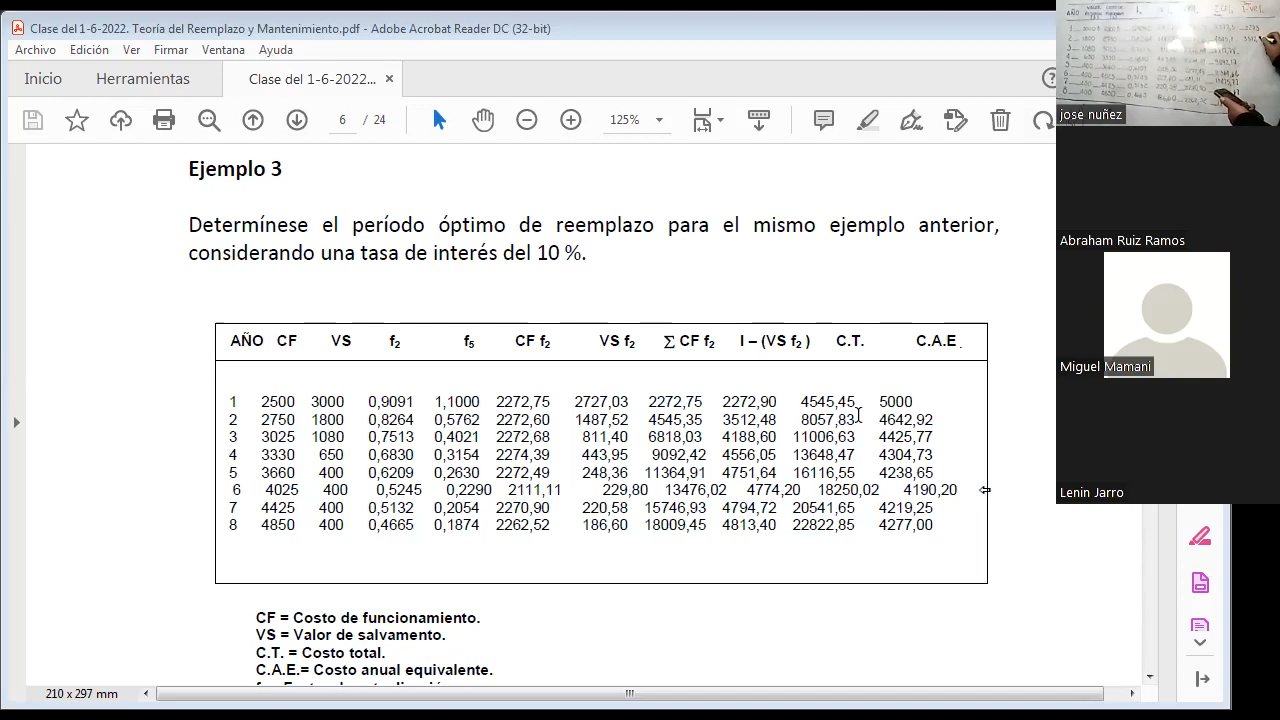 Clase del 1-6-2022. Teoría del Reemplazo y Mantenimiento.pdf - Adobe Acrobat Reader DC (32-bit)
Archivo Edición Ver Firmar Ventana Ayuda
Inicio Herramientas Clase del 1-6-2022... ×
6 / 24 125%
Ejemplo 3
Determínese el período óptimo de reemplazo para el mismo ejemplo anterior,
considerando una tasa de interés del 10 %.
AÑO CF VS f2 f5 CF f2 VS f2 ∑ CF f2 I – (VS f2 ) C.T. C.A.E .
1 2500 3000 0,9091 1,1000 2272,75 2727,03 2272,75 2272,90 4545,45 5000
2 2750 1800 0,8264 0,5762 2272,60 1487,52 4545,35 3512,48 8057,83 4642,92
3 3025 1080 0,7513 0,4021 2272,68 811,40 6818,03 4188,60 11006,63 4425,77
4 3330 650 0,6830 0,3154 2274,39 443,95 9092,42 4556,05 13648,47 4304,73
5 3660 400 0,6209 0,2630 2272,49 248,36 11364,91 4751,64 16116,55 4238,65
6 4025 400 0,5245 0,2290 2111,11 229,80 13476,02 4774,20 18250,02 4190,20 ⇦
7 4425 400 0,5132 0,2054 2270,90 220,58 15746,93 4794,72 20541,65 4219,25
8 4850 400 0,4665 0,1874 2262,52 186,60 18009,45 4813,40 22822,85 4277,00
CF = Costo de funcionamiento.
VS = Valor de salvamento.
C.T. = Costo total.
C.A.E.= Costo anual equivalente.
210 x 297 mm
jose nuñez
Abraham Ruiz Ramos
Miguel Mamani
Lenin Jarro